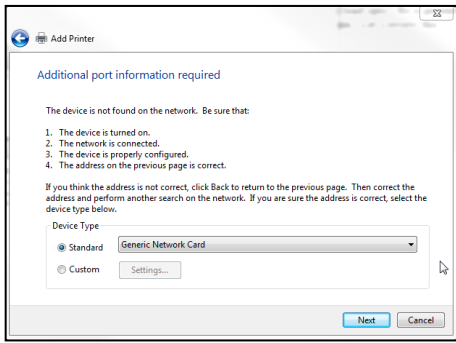 Add Printer
Additional port information required
The device is not found on the network. Be sure that:
1. The device is turned on.
2. The network is connected.
3. The device is properly configured.
4. The address on the previous page is correct.
If you think the address is not correct, click Back to return to the previous page. Then correct the
address and perform another search on the network. If you are sure the address is correct, select the
device type below.
Device Type
Standard
Generic Network Card
Custom
Settings...
Next
Cancel